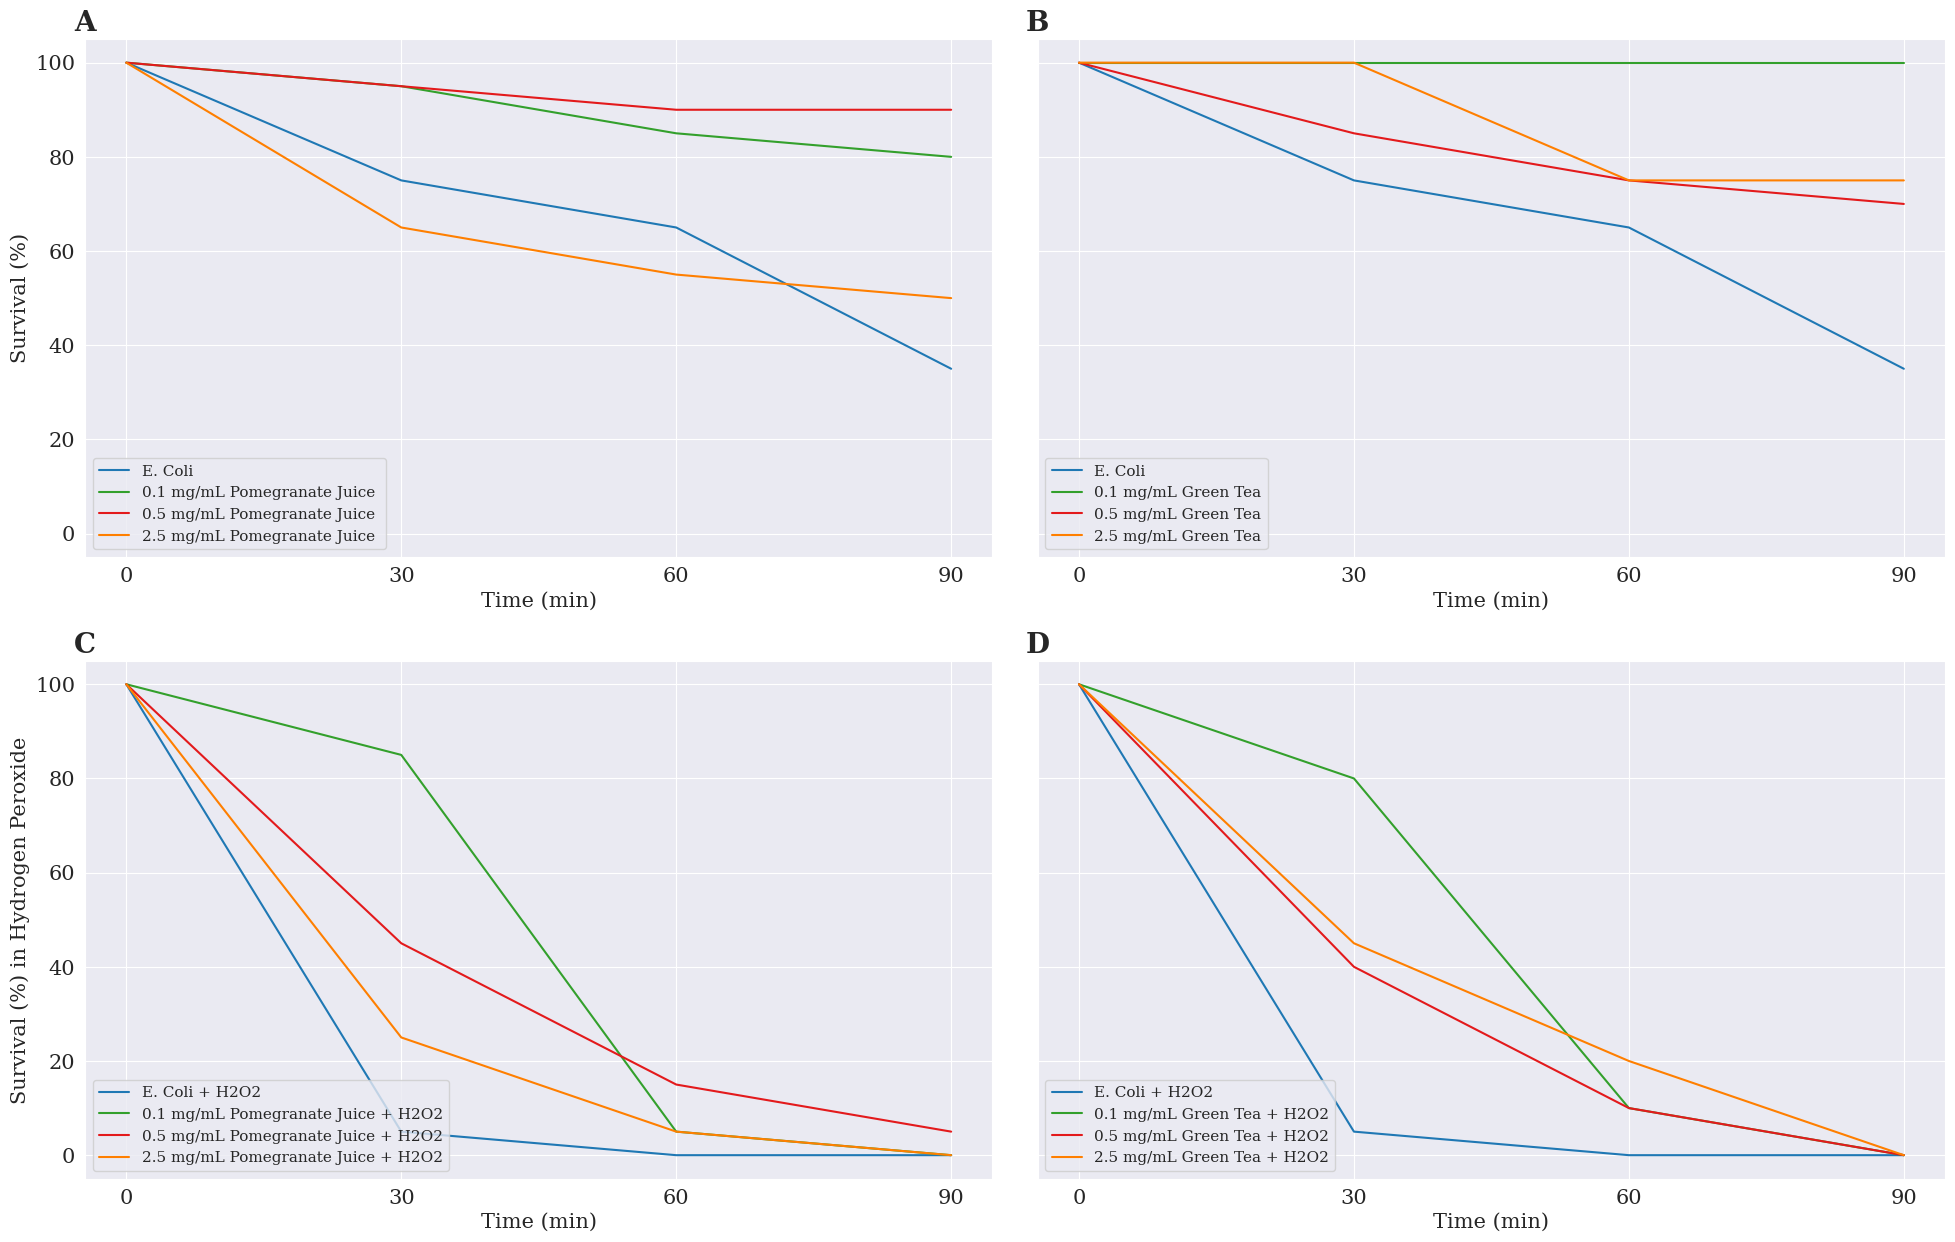 A
B
100
80
60
40
20
0
Survival (%)
E. Coli
0.1 mg/mL Pomegranate Juice
0.5 mg/mL Pomegranate Juice
2.5 mg/mL Pomegranate Juice
0 30 60 90
Time (min)
E. Coli
0.1 mg/mL Green Tea
0.5 mg/mL Green Tea
2.5 mg/mL Green Tea
0 30 60 90
Time (min)
C
D
100
80
60
40
20
0
Survival (%) in Hydrogen Peroxide
E. Coli + H2O2
0.1 mg/mL Pomegranate Juice + H2O2
0.5 mg/mL Pomegranate Juice + H2O2
2.5 mg/mL Pomegranate Juice + H2O2
0 30 60 90
Time (min)
E. Coli + H2O2
0.1 mg/mL Green Tea + H2O2
0.5 mg/mL Green Tea + H2O2
2.5 mg/mL Green Tea + H2O2
0 30 60 90
Time (min)